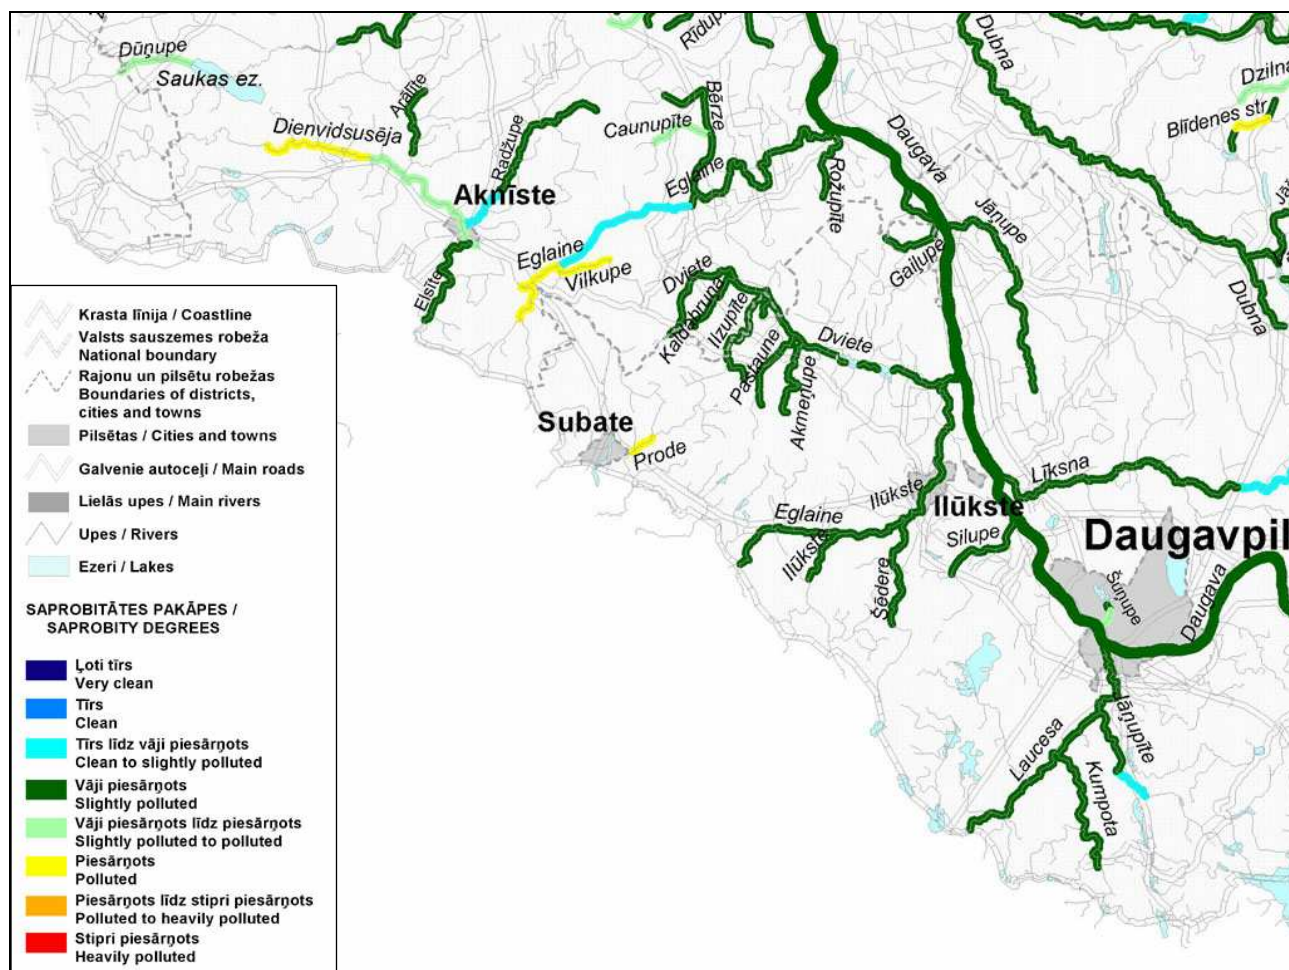 Dūņupe
Saukas ez.
Arālīte
Dienvidsusēja
Radžupe
Caunupīte
Bērze
Eglaine
Rožupīte
Daugava
Dubna
Dzilna
Blīdenes str.
Aknīste
Elsīte
Eglaine
Vilkupe
Dviete
Kaldabruņa
Ilzupīte
Pastaune
Akmeņupe
Dviete
Gaiļupe
Jāņupe
Dubna
Subate
Prode
Ilūkste
Eglaine
Ilūkste
Šēdere
Ilūkste
Silupe
Līksna
Daugavpil
Šuņupe
Daugava
Laucesa
Jāņupīte
Kumpota
Krasta līnija / Coastline
Valsts sauszemes robeža
National boundary
Rajonu un pilsētu robežas
Boundaries of districts,
cities and towns
Pilsētas / Cities and towns
Galvenie autoceļi / Main roads
Lielās upes / Main rivers
Upes / Rivers
Ezeri / Lakes
SAPROBITĀTES PAKĀPES /
SAPROBITY DEGREES
Ļoti tīrs
Very clean
Tīrs
Clean
Tīrs līdz vāji piesārņots
Clean to slightly polluted
Vāji piesārņots
Slightly polluted
Vāji piesārņots līdz piesārņots
Slightly polluted to polluted
Piesārņots
Polluted
Piesārņots līdz stipri piesārņots
Polluted to heavily polluted
Stipri piesārņots
Heavily polluted